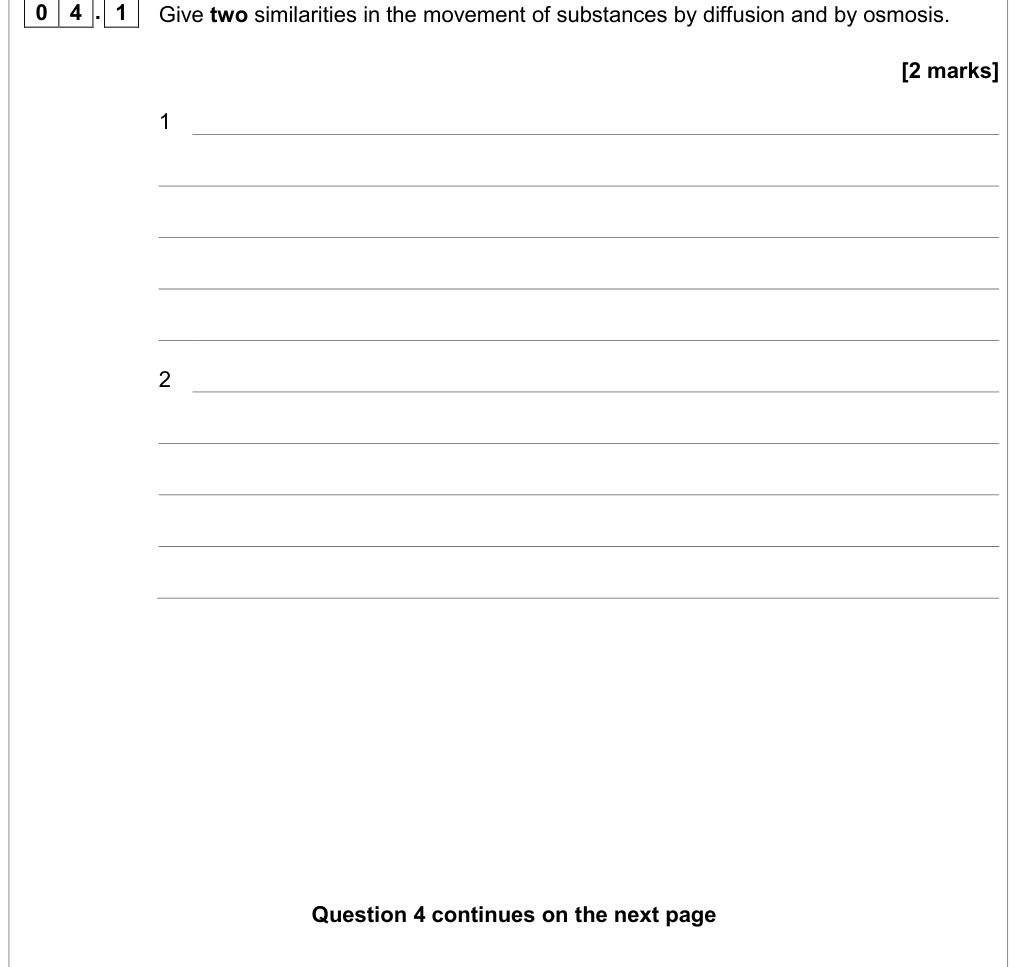 0 4 . 1 Give two similarities in the movement of substances by diffusion and by osmosis.
[2 marks]
1
2
Question 4 continues on the next page